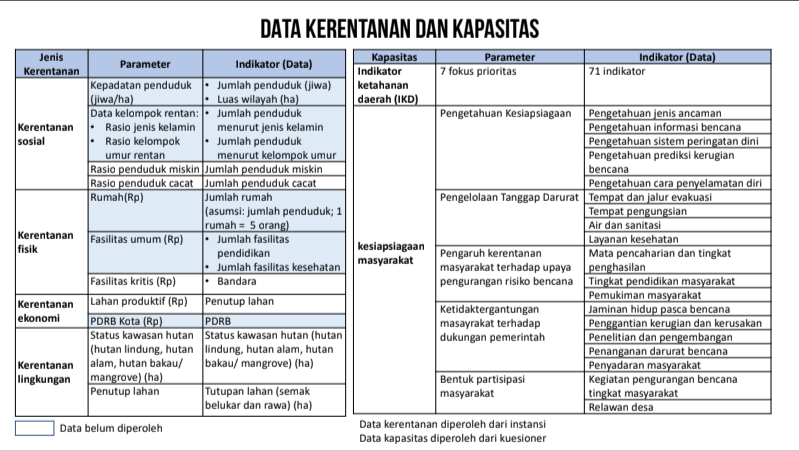 DATA KERENTANAN DAN KAPASITAS
Jenis
Kerentanan
Parameter
Indikator (Data)
Kerentanan
sosial
Kepadatan penduduk
(jiwa/ha)
• Jumlah penduduk (jiwa)
• Luas wilayah (ha)
Data kelompok rentan:
• Rasio jenis kelamin
• Rasio kelompok
umur rentan
• Jumlah penduduk
menurut jenis kelamin
• Jumlah penduduk
menurut kelompok umur
Rasio penduduk miskin
Jumlah penduduk miskin
Rasio penduduk cacat
Jumlah penduduk cacat
Kerentanan
fisik
Rumah(Rp)
Jumlah rumah
(asumsi: jumlah penduduk; 1
rumah = 5 orang)
Fasilitas umum (Rp)
• Jumlah fasilitas
pendidikan
• Jumlah fasilitas kesehatan
Fasilitas kritis (Rp)
• Bandara
Kerentanan
ekonomi
Lahan produktif (Rp)
Penutup lahan
PDRB Kota (Rp)
PDRB
Kerentanan
lingkungan
Status kawasan hutan
(hutan lindung, hutan
alam, hutan bakau/
mangrove) (ha)
Status kawasan hutan (hutan
lindung, hutan alam, hutan
bakau/ mangrove) (ha)
Penutup lahan
Tutupan lahan (semak
belukar dan rawa) (ha)
Data belum diperoleh
Kapasitas
Parameter
Indikator (Data)
Indikator
ketahanan
daerah (IKD)
7 fokus prioritas
71 indikator
kesiapsiagaan
masyarakat
Pengetahuan Kesiapsiagaan
Pengetahuan jenis ancaman
Pengetahuan informasi bencana
Pengetahuan sistem peringatan dini
Pengetahuan prediksi kerugian
bencana
Pengetahuan cara penyelamatan diri
Pengelolaan Tanggap Darurat
Tempat dan jalur evakuasi
Tempat pengungsian
Air dan sanitasi
Layanan kesehatan
Pengaruh kerentanan
masyarakat terhadap upaya
pengurangan risiko bencana
Mata pencaharian dan tingkat
penghasilan
Tingkat pendidikan masyarakat
Pemukiman masyarakat
Ketidaktergantungan
masayrakat terhadap
dukungan pemerintah
Jaminan hidup pasca bencana
Penggantian kerugian dan kerusakan
Penelitian dan pengembangan
Penanganan darurat bencana
Penyadaran masyarakat
Bentuk partisipasi
masyarakat
Kegiatan pengurangan bencana
tingkat masyarakat
Relawan desa
Data kerentanan diperoleh dari instansi
Data kapasitas diperoleh dari kuesioner